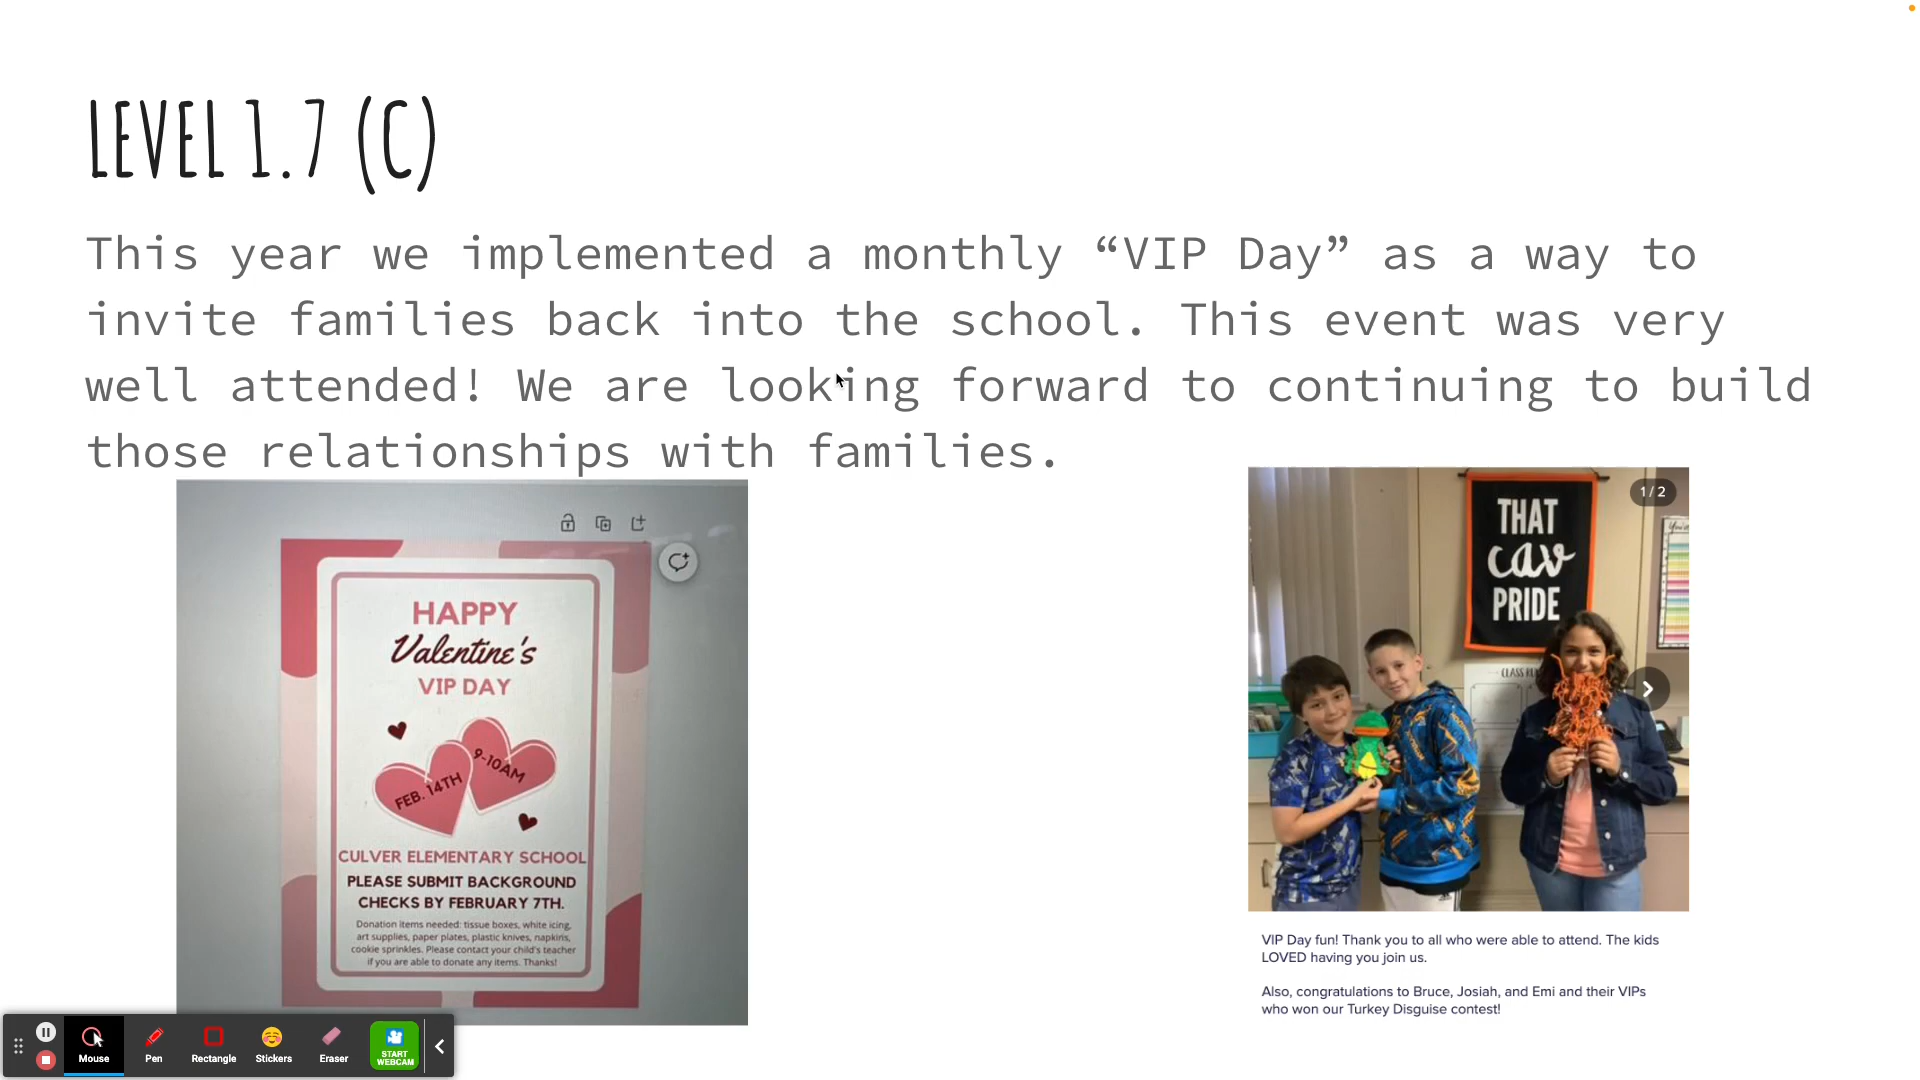 LEVEL 1.7 (C)
This year we implemented a monthly “VIP Day” as a way to
invite families back into the school. This event was very
well attended! We are looking forward to continuing to build
those relationships with families.
HAPPY
Valentine's
VIP DAY
FEB. 14TH
9-10AM
CULVER ELEMENTARY SCHOOL
PLEASE SUBMIT BACKGROUND
CHECKS BY FEBRUARY 7TH.
Donation items needed: tissue boxes, white icing,
art supplies, paper plates, plastic knives, napkins,
cookie sprinkles. Please contact your child's teacher
if you are able to donate any items. Thanks!
1/2
THAT
cav
PRIDE
VIP Day fun! Thank you to all who were able to attend. The kids
LOVED having you join us.
Also, congratulations to Bruce, Josiah, and Emi and their VIPs
who won our Turkey Disguise contest!
Mouse
Pen
Rectangle
Stickers
Eraser
START
WEBCAM